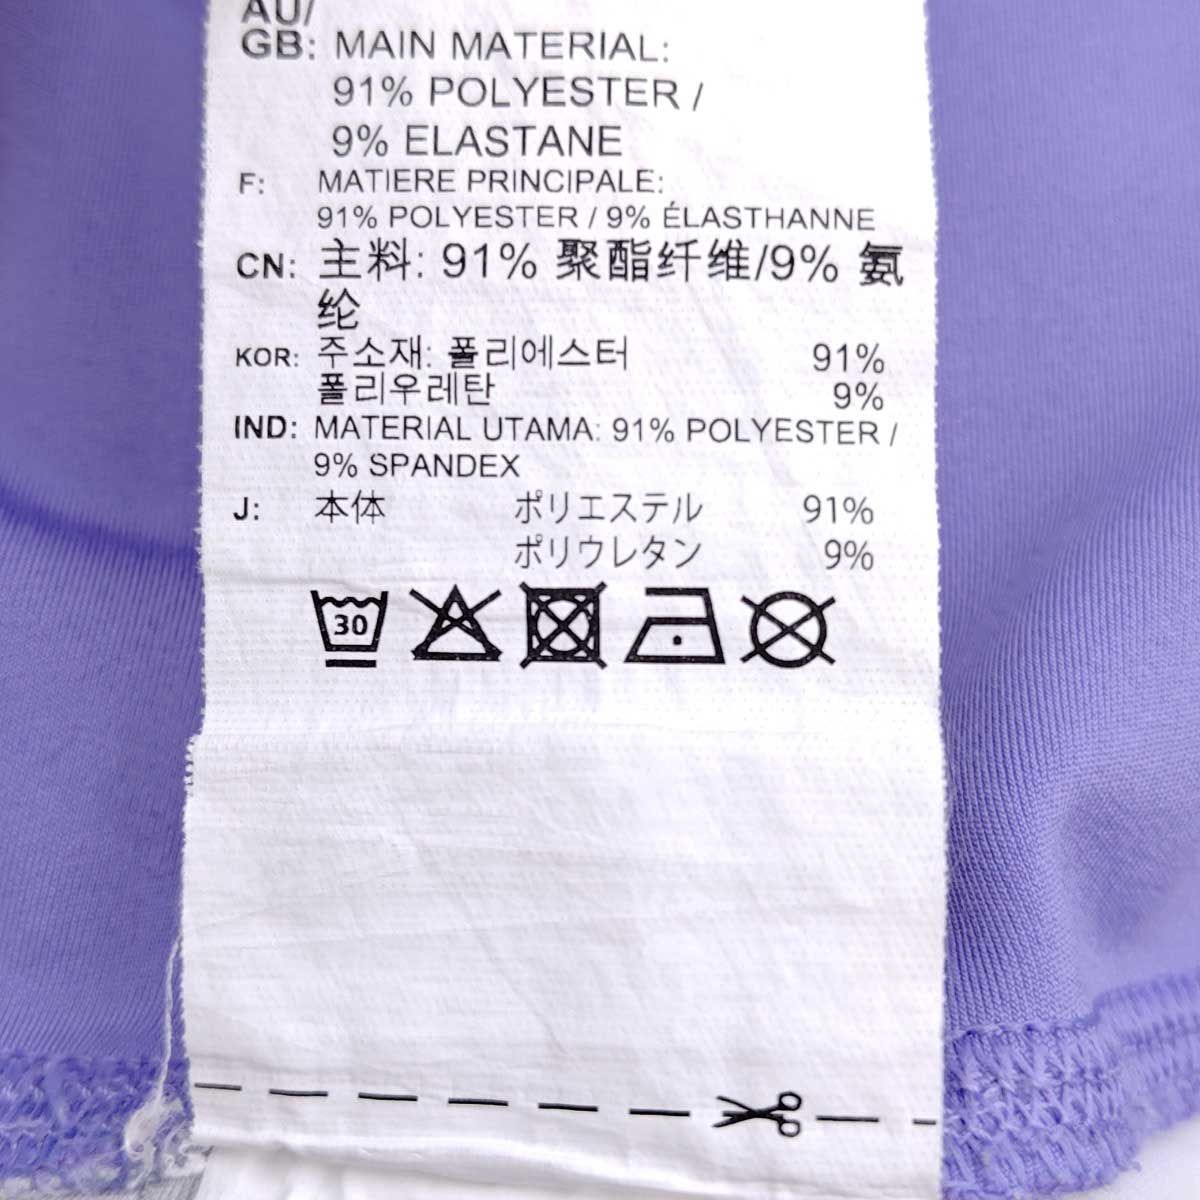 AU/
GB: MAIN MATERIAL:
91% POLYESTER /
9% ELASTANE
F: MATIERE PRINCIPALE:
91% POLYESTER / 9% ÉLASTHANNE
CN: 主料: 91% 聚酯纤维/9% 氨
纶
KOR: 주소재: 폴리에스터 91%
폴리우레탄 9%
IND: MATERIAL UTAMA: 91% POLYESTER /
9% SPANDEX
J: 本体 ポリエステル 91%
ポリウレタン 9%
30